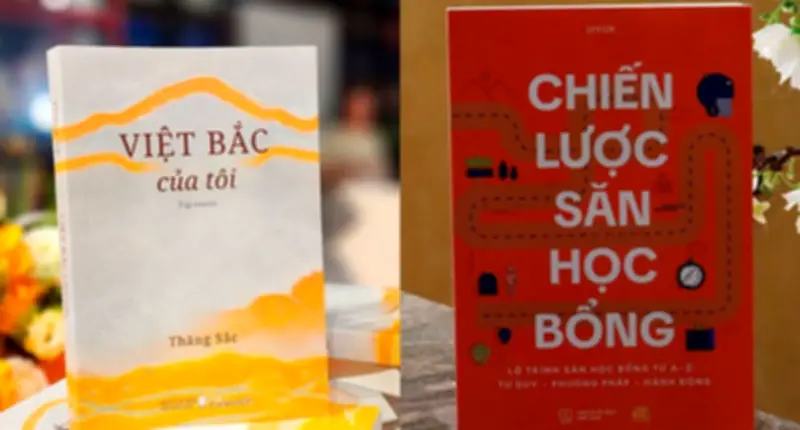 VIỆT BẮC
của tôi
Thăng Sắc
CHIẾN
LƯỢC
SĂN
HỌC
BỔNG
LỘ TRÌNH SĂN HỌC BỔNG TỪ A - Z
TƯ DUY - PHƯƠNG PHÁP - HÀNH ĐỘNG